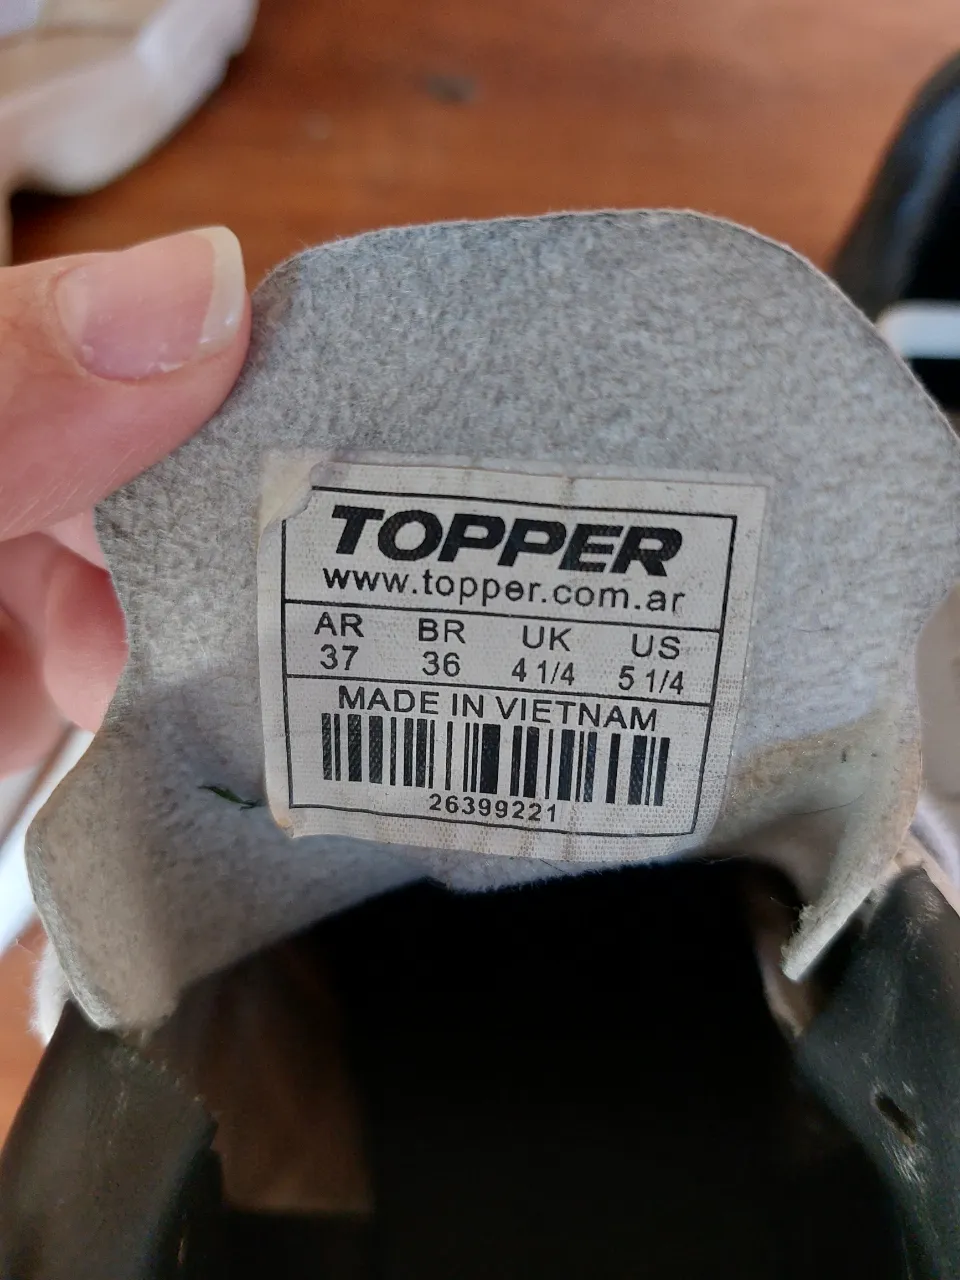 TOPPER
www.topper.com.ar
AR BR UK US
37 36 4 1/4 5 1/4
MADE IN VIETNAM
26399221